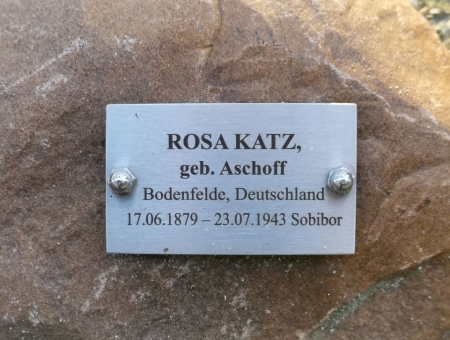 ROSA KATZ,
geb. Aschoff
Bodenfelde, Deutschland
17.06.1879 – 23.07.1943 Sobibor